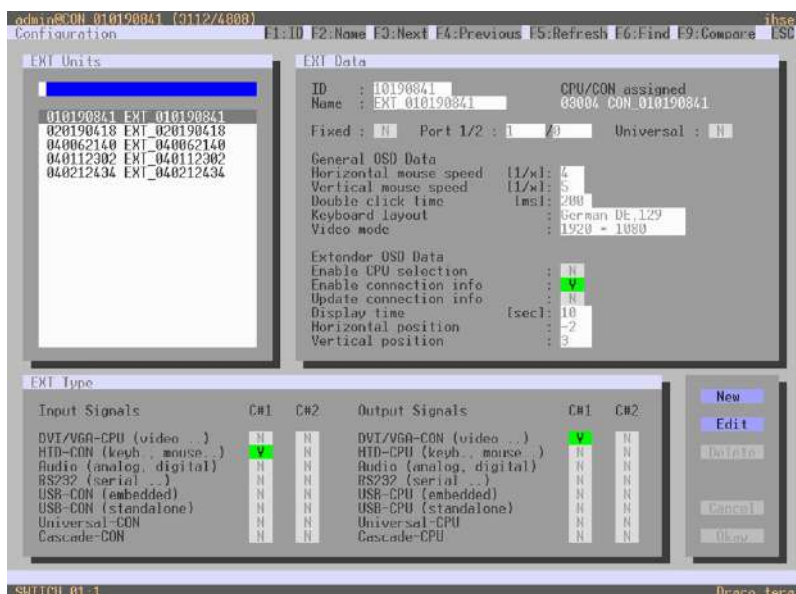 admin@CON_010190841 (3112/4808) ihse
Configuration F1:ID F2:Name F3:Next F4:Previous F5:Refresh F6:Find F9:Compare ESC
EXT Units
010190841 EXT_010190841
020190418 EXT_020190418
040062140 EXT_040062140
040112302 EXT_040112302
040212434 EXT_040212434
EXT Data
ID : 10190841 CPU/CON assigned
Name : EXT_010190841 03004 CON_010190841
Fixed : N Port 1/2 : 1 /0 Universal : N
General OSD Data
Horizontal mouse speed [1/x]: 4
Vertical mouse speed [1/x]: 5
Double click time [ms]: 200
Keyboard layout : German DE,129
Video mode : 1920 * 1080
Extender OSD Data
Enable CPU selection : N
Enable connection info : Y
Update connection info : N
Display time [sec]: 10
Horizontal position : -2
Vertical position : 3
EXT Type
Input Signals C#1 C#2 Output Signals C#1 C#2
DVI/VGA-CPU (video ..) N N DVI/VGA-CON (video ..) Y N
HID-CON (keyb., mouse..) Y N HID-CPU (keyb., mouse..) N N
Audio (analog, digital) N N Audio (analog, digital) N N
RS232 (serial ..) N N RS232 (serial ..) N N
USB-CON (embedded) N N USB-CPU (embedded) N N
USB-CON (standalone) N N USB-CPU (standalone) N N
Universal-CON N N Universal-CPU N N
Cascade-CON N N Cascade-CPU N N
New
Edit
Delete
Cancel
Okay
SWITCH_01:1 Draco tera